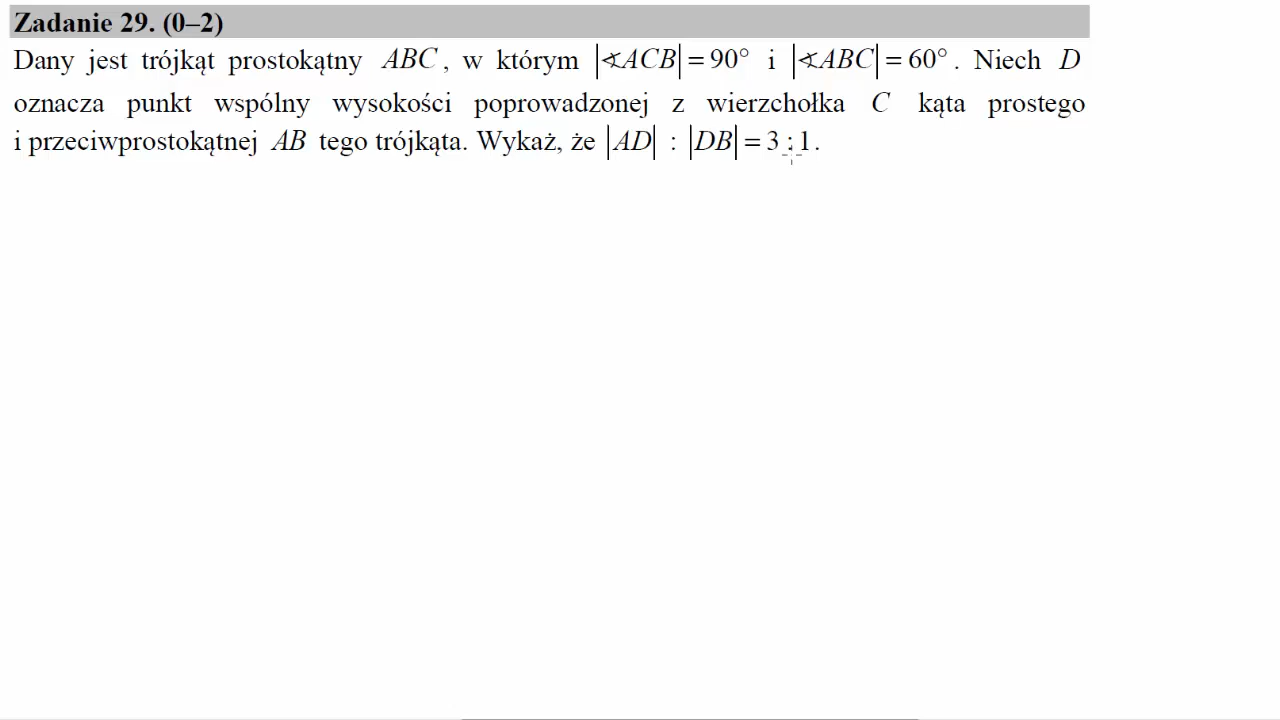 Zadanie 29. (0–2)
Dany jest trójkąt prostokątny ABC, w którym |∢ACB| = 90° i |∢ABC| = 60°. Niech D
oznacza punkt wspólny wysokości poprowadzonej z wierzchołka C kąta prostego
i przeciwprostokątnej AB tego trójkąta. Wykaż, że |AD| : |DB| = 3 : 1.